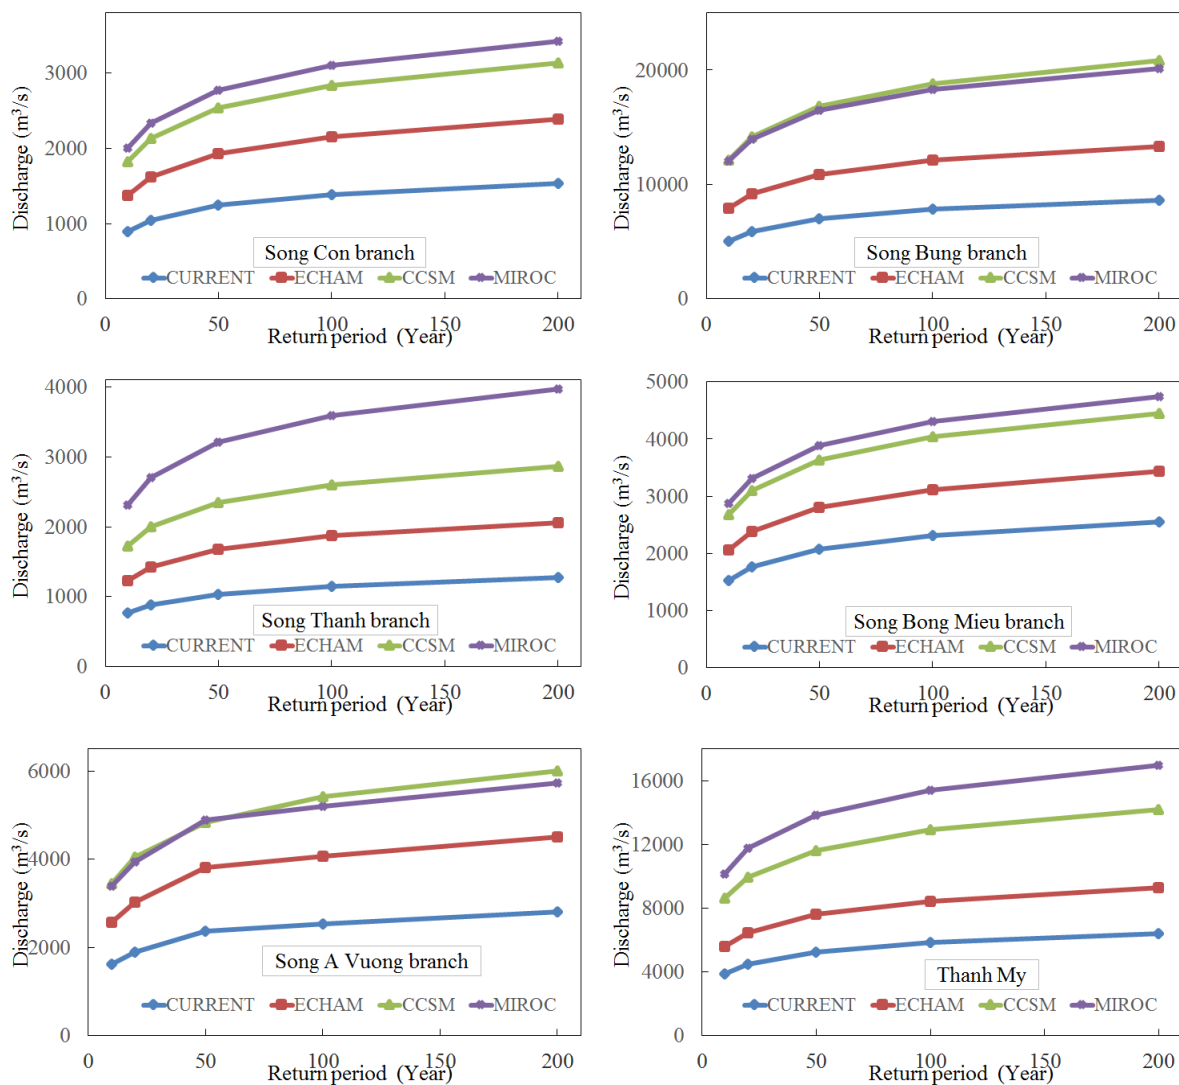 Discharge (m³/s)
3000
2000
1000
0
Song Con branch
CURRENT ECHAM CCSM MIROC
0 50 100 150 200
Return period (Year)
Discharge (m³/s)
20000
10000
0
Song Bung branch
CURRENT ECHAM CCSM MIROC
0 50 100 150 200
Return period (Year)
Discharge (m³/s)
4000
3000
2000
1000
0
Song Thanh branch
CURRENT ECHAM CCSM MIROC
0 50 100 150 200
Return period (Year)
Discharge (m³/s)
5000
4000
3000
2000
1000
0
Song Bong Mieu branch
CURRENT ECHAM CCSM MIROC
0 50 100 150 200
Return period (Year)
Discharge (m³/s)
6000
4000
2000
0
Song A Vuong branch
CURRENT ECHAM CCSM MIROC
0 50 100 150 200
Return period (Year)
Discharge (m³/s)
16000
12000
8000
4000
0
Thanh My
CURRENT ECHAM CCSM MIROC
0 50 100 150 200
Return period (Year)